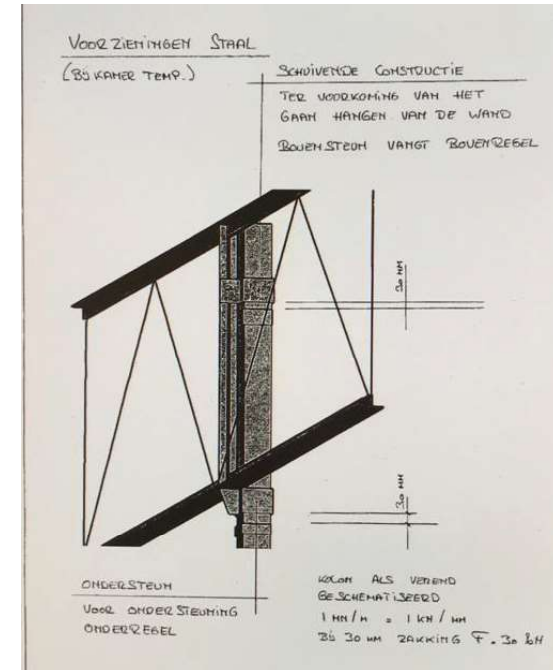 VOORZIENINGEN STAAL
(BIJ KAMER TEMP.)
SCHUIVENDE CONSTRUCTIE
TER VOORKOMING VAN HET
GAAN HANGEN VAN DE WAND
BOVENSTEUN VANGT BOVENREGEL
30 MM
30 MM
ONDERSTEUN
VOOR ONDERSTEUNING
ONDERREGEL
KOLOM ALS VEREND
GESCHEMATISEERD
1 MN/M = 1 KN/MM
BIJ 30 MM ZAKKING F = 30 kN